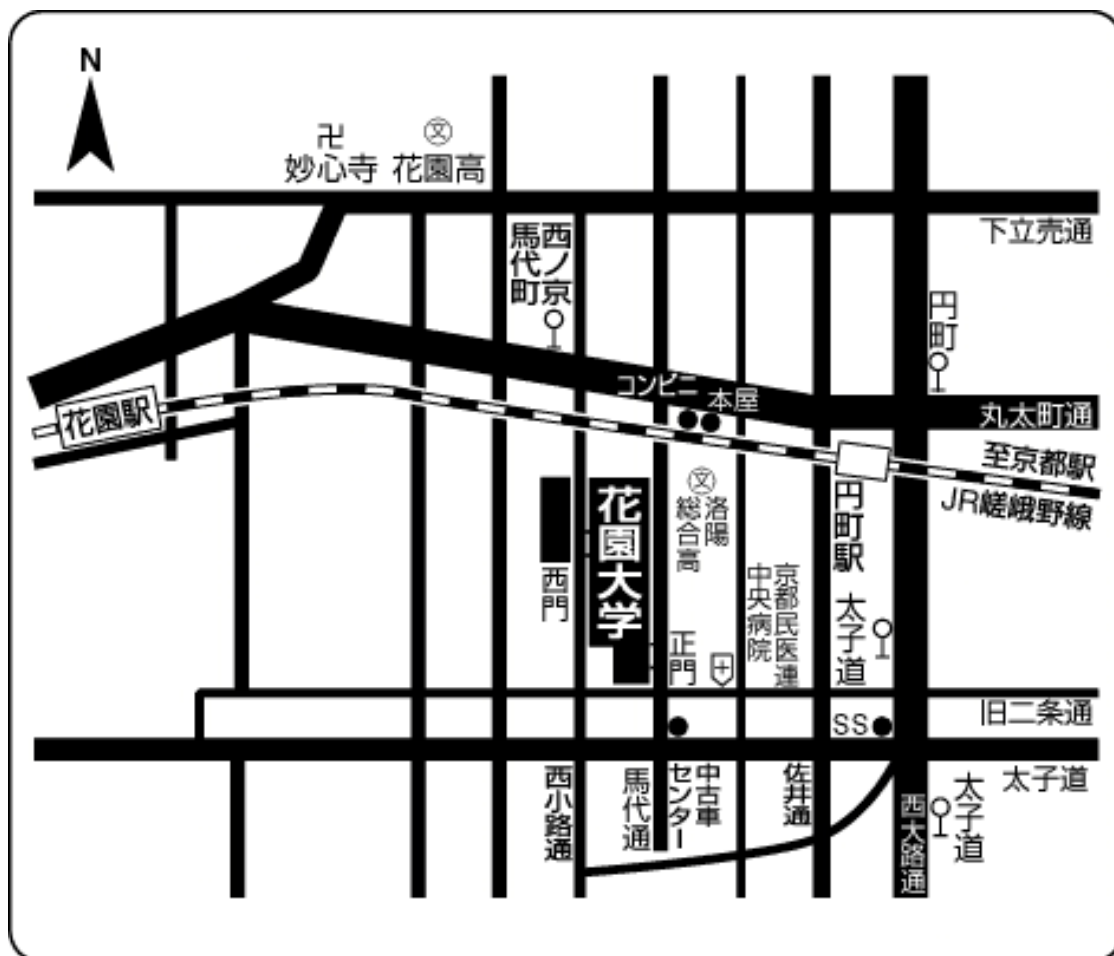 N
卍
妙心寺
文
花園高
下立売通
西ノ京
馬代町
円町
コンビニ
本屋
丸太町通
花園駅
至京都駅
JR嵯峨野線
円町駅
文
洛陽
総合高
花園大学
西門
正門
京都民医連
中央病院
太子道
旧二条通
SS
太子道
西小路通
馬代通
中古車
センター
佐井通
西大路通
太子道